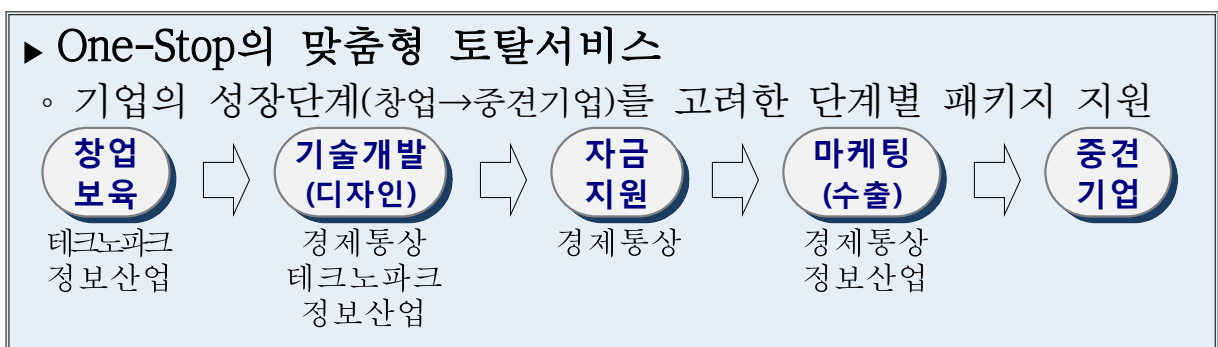 ▶ One-Stop의 맞춤형 토탈서비스
◦ 기업의 성장단계(창업→중견기업)를 고려한 단계별 패키지 지원
창업
보육
기술개발
(디자인)
자금
지원
마케팅
(수출)
중견
기업
테크노파크
정보산업
경제통상
테크노파크
정보산업
경제통상
경제통상
정보산업